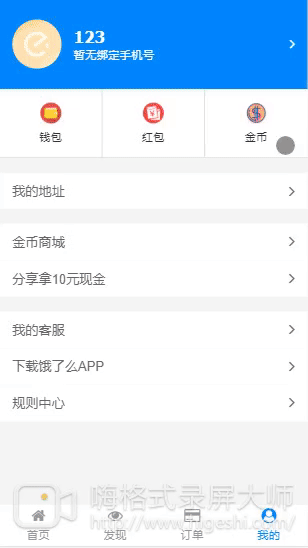 123
暂无绑定手机号
钱包
红包
金币
我的地址
金币商城
分享拿10元现金
我的客服
下载饿了么APP
规则中心
嗨格式录屏大师
http://www.higeshi.com/
首页
发现
订单
我的